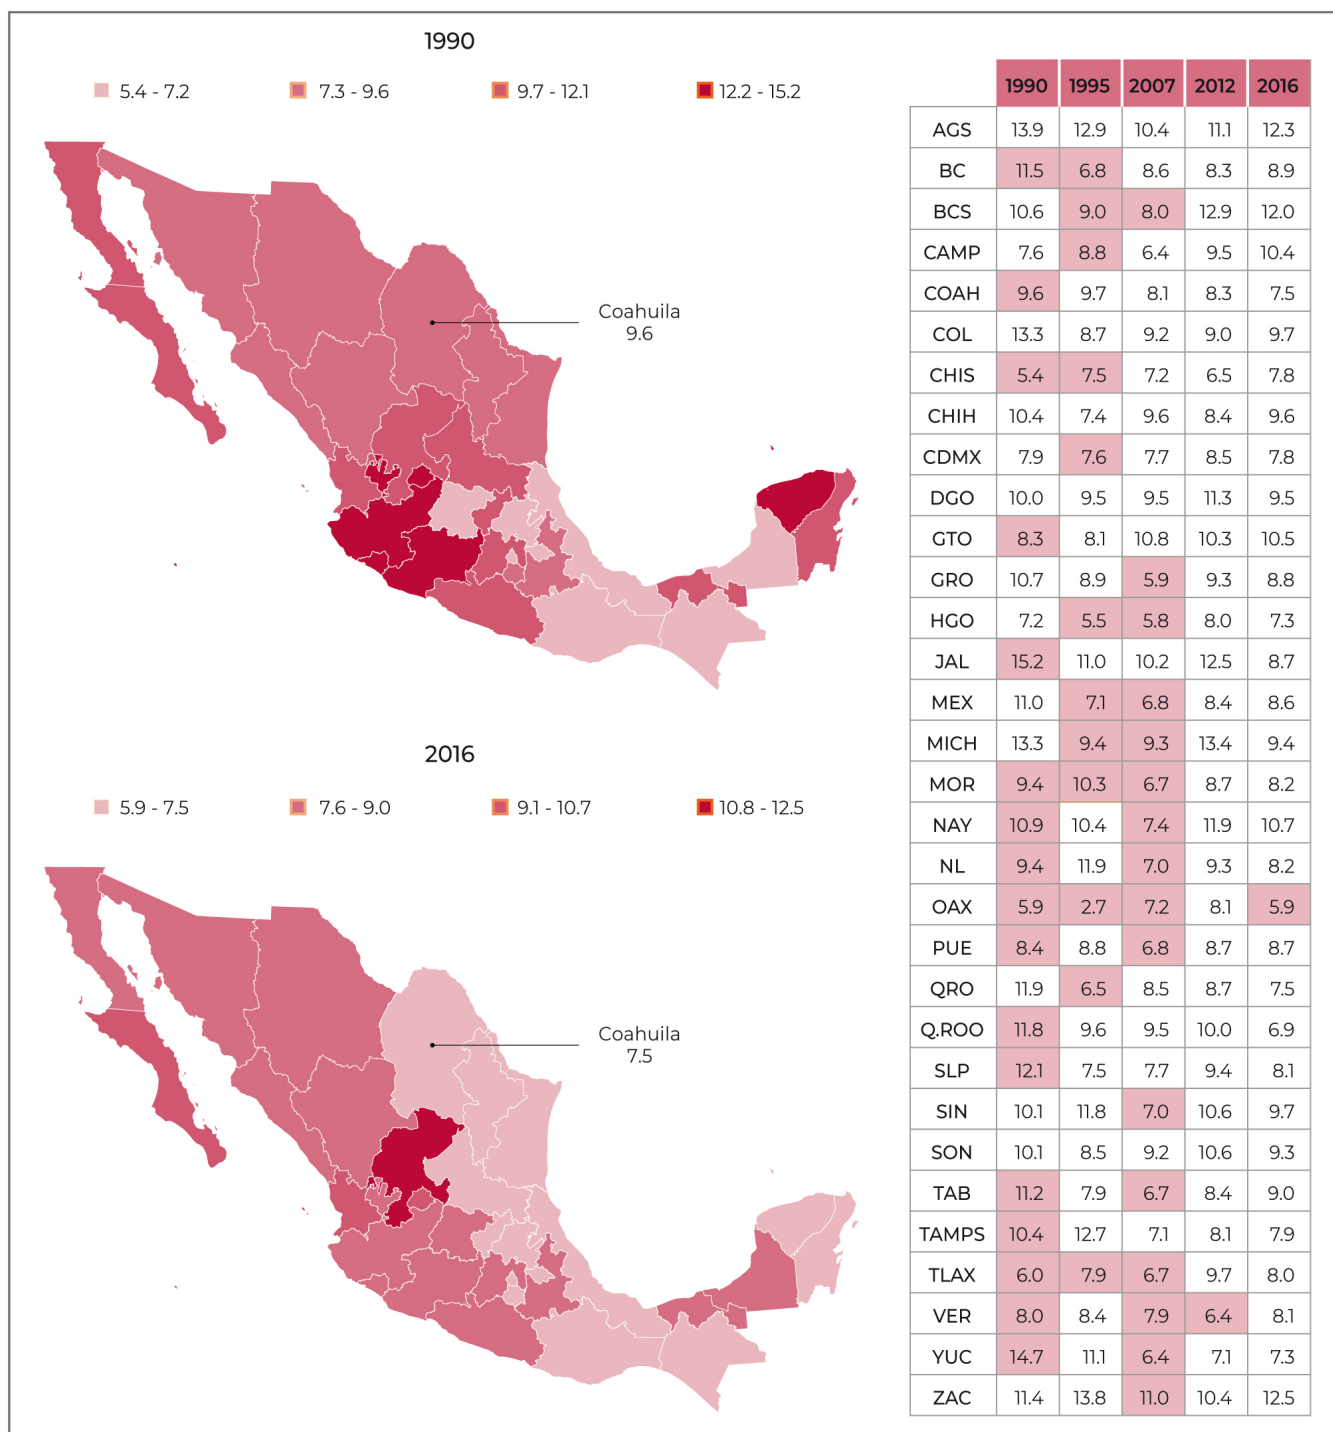 1990
5.4 - 7.2
7.3 - 9.6
9.7 - 12.1
12.2 - 15.2
Coahuila
9.6
2016
5.9 - 7.5
7.6 - 9.0
9.1 - 10.7
10.8 - 12.5
Coahuila
7.5
1990 1995 2007 2012 2016
AGS 13.9 12.9 10.4 11.1 12.3
BC 11.5 6.8 8.6 8.3 8.9
BCS 10.6 9.0 8.0 12.9 12.0
CAMP 7.6 8.8 6.4 9.5 10.4
COAH 9.6 9.7 8.1 8.3 7.5
COL 13.3 8.7 9.2 9.0 9.7
CHIS 5.4 7.5 7.2 6.5 7.8
CHIH 10.4 7.4 9.6 8.4 9.6
CDMX 7.9 7.6 7.7 8.5 7.8
DGO 10.0 9.5 9.5 11.3 9.5
GTO 8.3 8.1 10.8 10.3 10.5
GRO 10.7 8.9 5.9 9.3 8.8
HGO 7.2 5.5 5.8 8.0 7.3
JAL 15.2 11.0 10.2 12.5 8.7
MEX 11.0 7.1 6.8 8.4 8.6
MICH 13.3 9.4 9.3 13.4 9.4
MOR 9.4 10.3 6.7 8.7 8.2
NAY 10.9 10.4 7.4 11.9 10.7
NL 9.4 11.9 7.0 9.3 8.2
OAX 5.9 2.7 7.2 8.1 5.9
PUE 8.4 8.8 6.8 8.7 8.7
QRO 11.9 6.5 8.5 8.7 7.5
Q.ROO 11.8 9.6 9.5 10.0 6.9
SLP 12.1 7.5 7.7 9.4 8.1
SIN 10.1 11.8 7.0 10.6 9.7
SON 10.1 8.5 9.2 10.6 9.3
TAB 11.2 7.9 6.7 8.4 9.0
TAMPS 10.4 12.7 7.1 8.1 7.9
TLAX 6.0 7.9 6.7 9.7 8.0
VER 8.0 8.4 7.9 6.4 8.1
YUC 14.7 11.1 6.4 7.1 7.3
ZAC 11.4 13.8 11.0 10.4 12.5